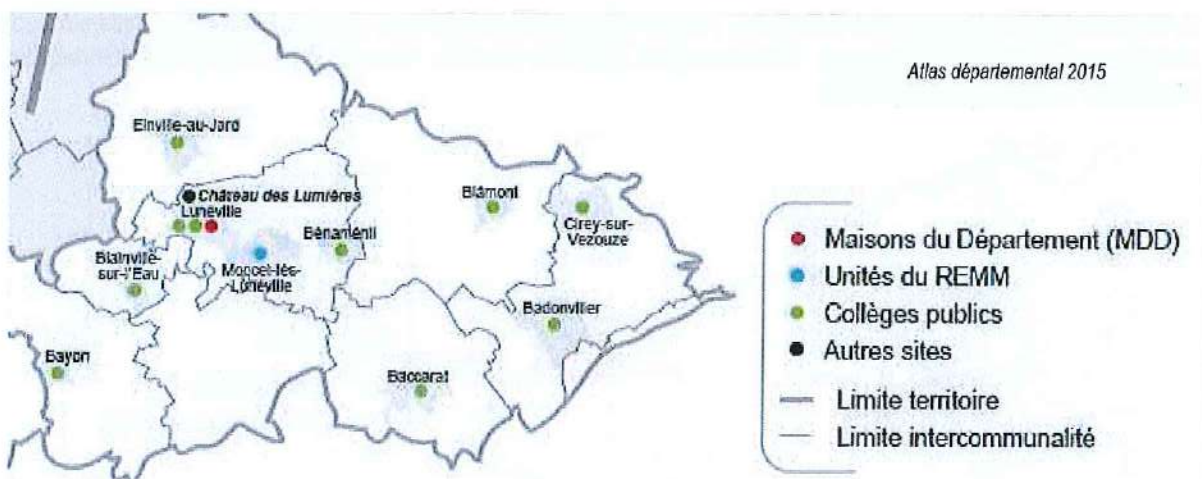 Atlas départemental 2015
Einville-au-Jard
Château des Lumières
Lunéville
Blâmont
Cirey-sur-
Vezouze
Bénaménil
Blainville-
sur-l'Eau
Moncel-lès-
Lunéville
Badonviller
Bayon
Baccarat
Maisons du Département (MDD)
Unités du REMM
Collèges publics
Autres sites
Limite territoire
Limite intercommunalité